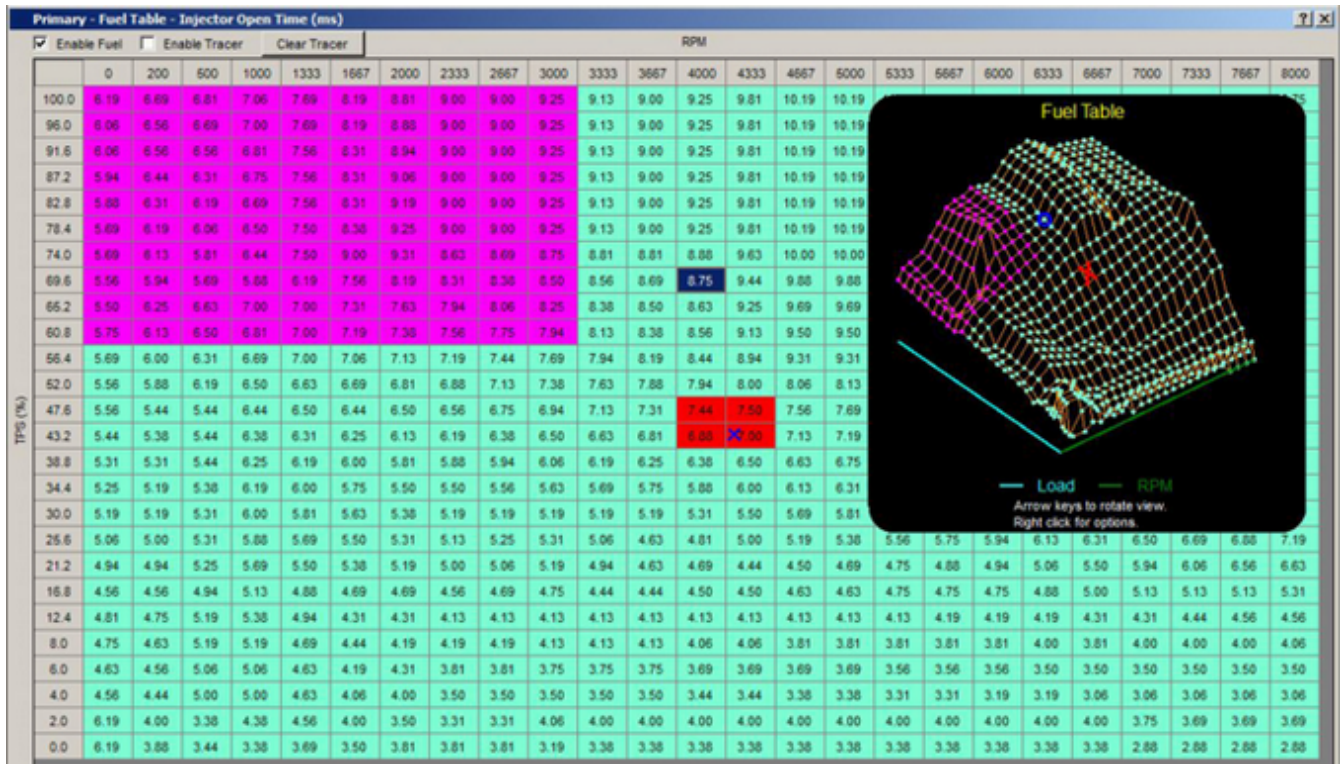 Primary - Fuel Table - Injector Open Time (ms)
Enable Fuel Enable Tracer Clear Tracer RPM
0 200 500 1000 1333 1667 2000 2333 2667 3000 3333 3667 4000 4333 4667 5000 5333 5667 6000 6333 6667 7000 7333 7667 8000
100.0 6.19 6.69 6.81 7.06 7.69 8.19 8.81 9.00 9.00 9.25 9.13 9.00 9.25 9.81 10.19 10.19
96.0 6.06 6.56 6.69 7.00 7.69 8.19 8.88 9.00 9.00 9.25 9.13 9.00 9.25 9.81 10.19 10.19
91.6 6.06 6.56 6.56 6.81 7.56 8.31 8.94 9.00 9.00 9.25 9.13 9.00 9.25 9.81 10.19 10.19
87.2 5.94 6.44 6.31 6.75 7.56 8.31 9.06 9.00 9.00 9.25 9.13 9.00 9.25 9.81 10.19 10.19
82.8 5.88 6.31 6.19 6.69 7.56 8.31 9.19 9.00 9.00 9.25 9.13 9.00 9.25 9.81 10.19 10.19
78.4 5.69 6.19 6.06 6.50 7.50 8.38 9.25 9.00 9.00 9.25 9.13 9.00 9.25 9.81 10.19 10.19
74.0 5.69 6.13 5.81 6.44 7.50 9.00 9.31 8.63 8.69 8.75 8.81 8.81 8.88 9.63 10.00 10.00
69.6 5.56 5.94 5.69 5.88 6.19 7.56 8.19 8.31 8.38 8.50 8.56 8.69 8.75 9.44 9.88 9.88
65.2 5.50 6.25 6.63 7.00 7.00 7.31 7.63 7.94 8.06 8.25 8.38 8.50 8.63 9.25 9.69 9.69
60.8 5.75 6.13 6.50 6.81 7.00 7.19 7.38 7.56 7.75 7.94 8.13 8.38 8.56 9.13 9.50 9.50
56.4 5.69 6.00 6.31 6.69 7.00 7.06 7.13 7.19 7.44 7.69 7.94 8.19 8.44 8.94 9.31 9.31
52.0 5.56 5.88 6.19 6.50 6.63 6.69 6.81 6.88 7.13 7.38 7.63 7.88 7.94 8.00 8.06 8.13
TPS (%)
47.6 5.56 5.44 5.44 6.44 6.50 6.44 6.50 6.56 6.75 6.94 7.13 7.31 7.44 7.50 7.56 7.69
43.2 5.44 5.38 5.44 6.38 6.31 6.25 6.13 6.19 6.38 6.50 6.63 6.81 6.88 7.00 7.13 7.19
38.8 5.31 5.31 5.44 6.25 6.19 6.00 5.81 5.88 5.94 6.06 6.19 6.25 6.38 6.50 6.63 6.75
34.4 5.25 5.19 5.38 6.19 6.00 5.75 5.50 5.50 5.56 5.63 5.69 5.75 5.88 6.00 6.13 6.31
30.0 5.19 5.19 5.31 6.00 5.81 5.63 5.38 5.19 5.19 5.19 5.19 5.19 5.31 5.50 5.69 5.81
25.6 5.06 5.00 5.31 5.88 5.69 5.50 5.31 5.13 5.25 5.31 5.06 4.63 4.81 5.00 5.19 5.38 5.56 5.75 5.94 6.13 6.31 6.50 6.69 6.88 7.19
21.2 4.94 4.94 5.25 5.69 5.50 5.38 5.19 5.00 5.06 5.19 4.94 4.63 4.69 4.44 4.50 4.69 4.75 4.88 4.94 5.06 5.50 5.94 6.06 6.56 6.63
16.8 4.56 4.56 4.94 5.13 4.88 4.69 4.69 4.56 4.69 4.75 4.44 4.44 4.50 4.50 4.63 4.63 4.75 4.75 4.75 4.88 5.00 5.13 5.13 5.13 5.31
12.4 4.81 4.75 5.19 5.38 4.94 4.31 4.31 4.13 4.13 4.13 4.13 4.13 4.13 4.13 4.13 4.13 4.13 4.19 4.19 4.19 4.31 4.31 4.44 4.56 4.56
8.0 4.75 4.63 5.19 5.19 4.69 4.44 4.19 4.19 4.19 4.13 4.13 4.13 4.06 4.06 3.81 3.81 3.81 3.81 3.81 4.00 3.81 4.00 4.00 4.00 4.06
6.0 4.63 4.56 5.06 5.06 4.63 4.19 4.31 3.81 3.81 3.75 3.75 3.75 3.69 3.69 3.69 3.69 3.56 3.56 3.56 3.50 3.50 3.50 3.50 3.50 3.50
4.0 4.56 4.44 5.00 5.00 4.63 4.06 4.00 3.50 3.50 3.50 3.50 3.50 3.44 3.44 3.38 3.38 3.31 3.31 3.19 3.19 3.06 3.06 3.06 3.06 3.06
2.0 6.19 4.00 3.38 4.38 4.56 4.00 3.50 3.31 3.31 4.06 4.00 4.00 4.00 4.00 4.00 4.00 4.00 4.00 4.00 4.00 4.00 3.75 3.69 3.69 3.69
0.0 6.19 3.88 3.44 3.38 3.69 3.50 3.81 3.81 3.81 3.19 3.38 3.38 3.38 3.38 3.38 3.38 3.38 3.38 3.38 3.38 3.38 2.88 2.88 2.88 2.88
Fuel Table
Load RPM
Arrow keys to rotate view.
Right click for options.